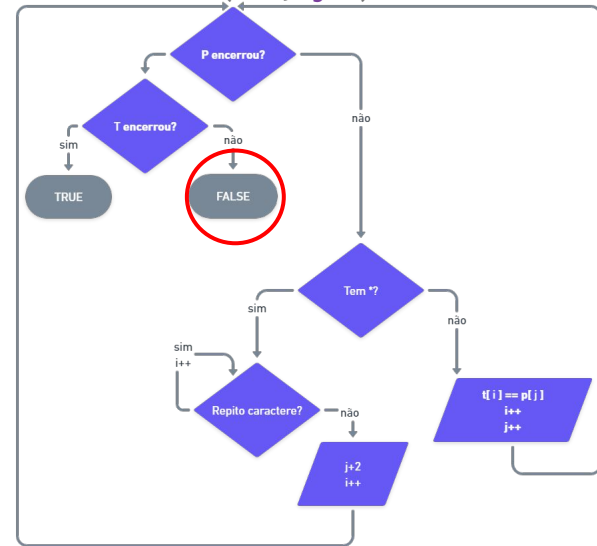 P encerrou?
T encerrou?
sim
não
não
TRUE
FALSE
Tem *?
sim
não
sim
i++
Repito caractere?
não
t[ i ] == p[ j ]
i++
j++
j+2
i++